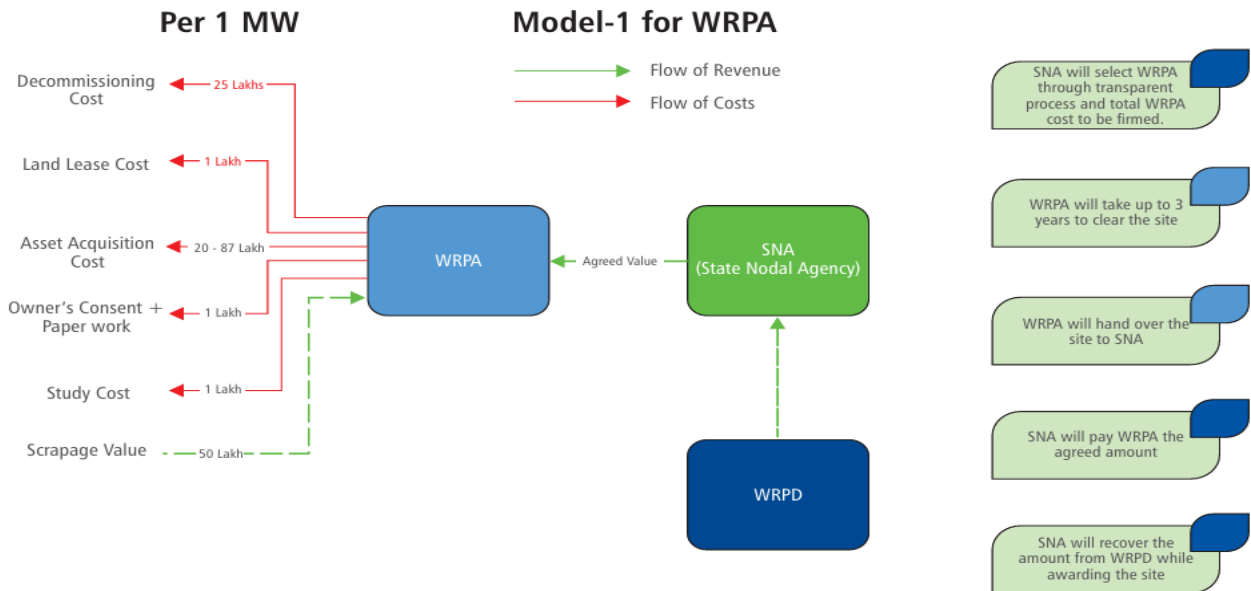 Per 1 MW
Model-1 for WRPA
Flow of Revenue
Flow of Costs
Decommissioning
Cost
25 Lakhs
Land Lease Cost
1 Lakh
Asset Acquisition
Cost
20 - 87 Lakh
Owner's Consent +
Paper work
1 Lakh
Study Cost
1 Lakh
Scrapage Value
50 Lakh
WRPA
Agreed Value
SNA
(State Nodal Agency)
WRPD
SNA will select WRPA
through transparent
process and total WRPA
cost to be firmed.
WRPA will take up to 3
years to clear the site
WRPA will hand over the
site to SNA
SNA will pay WRPA the
agreed amount
SNA will recover the
amount from WRPD while
awarding the site